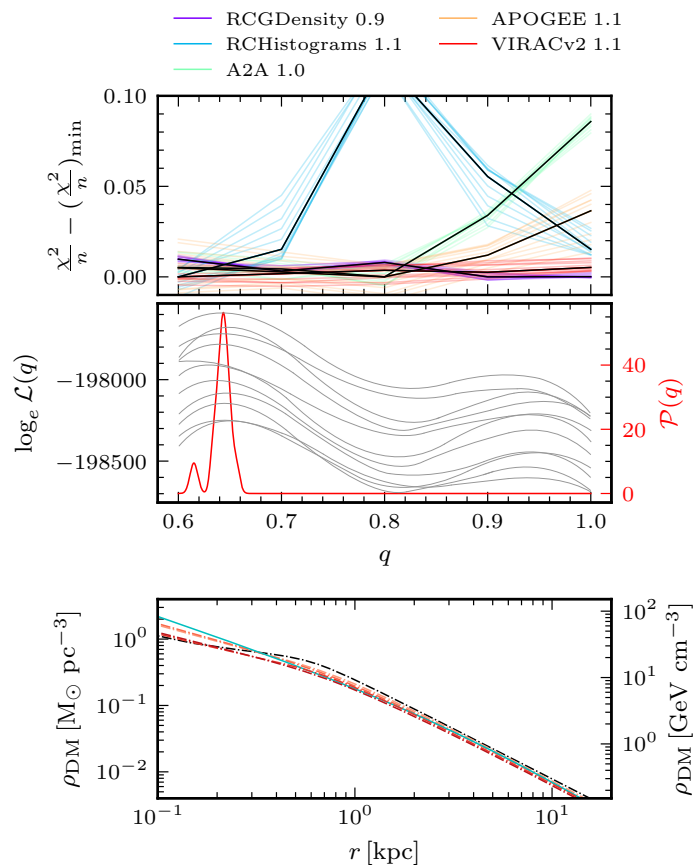 RCGDensity 0.9
RCHistograms 1.1
A2A 1.0
APOGEE 1.1
VIRACv2 1.1
0.10
0.05
0.00
χ²/n − (χ²/n)min
−198000
−198500
logₑ ℒ(q)
40
20
0
𝒫(q)
0.6 0.7 0.8 0.9 1.0
q
10⁰
10⁻¹
10⁻²
ρDM [M⊙ pc⁻³]
10²
10¹
10⁰
ρDM [GeV cm⁻³]
10⁻¹ 10⁰ 10¹
r [kpc]